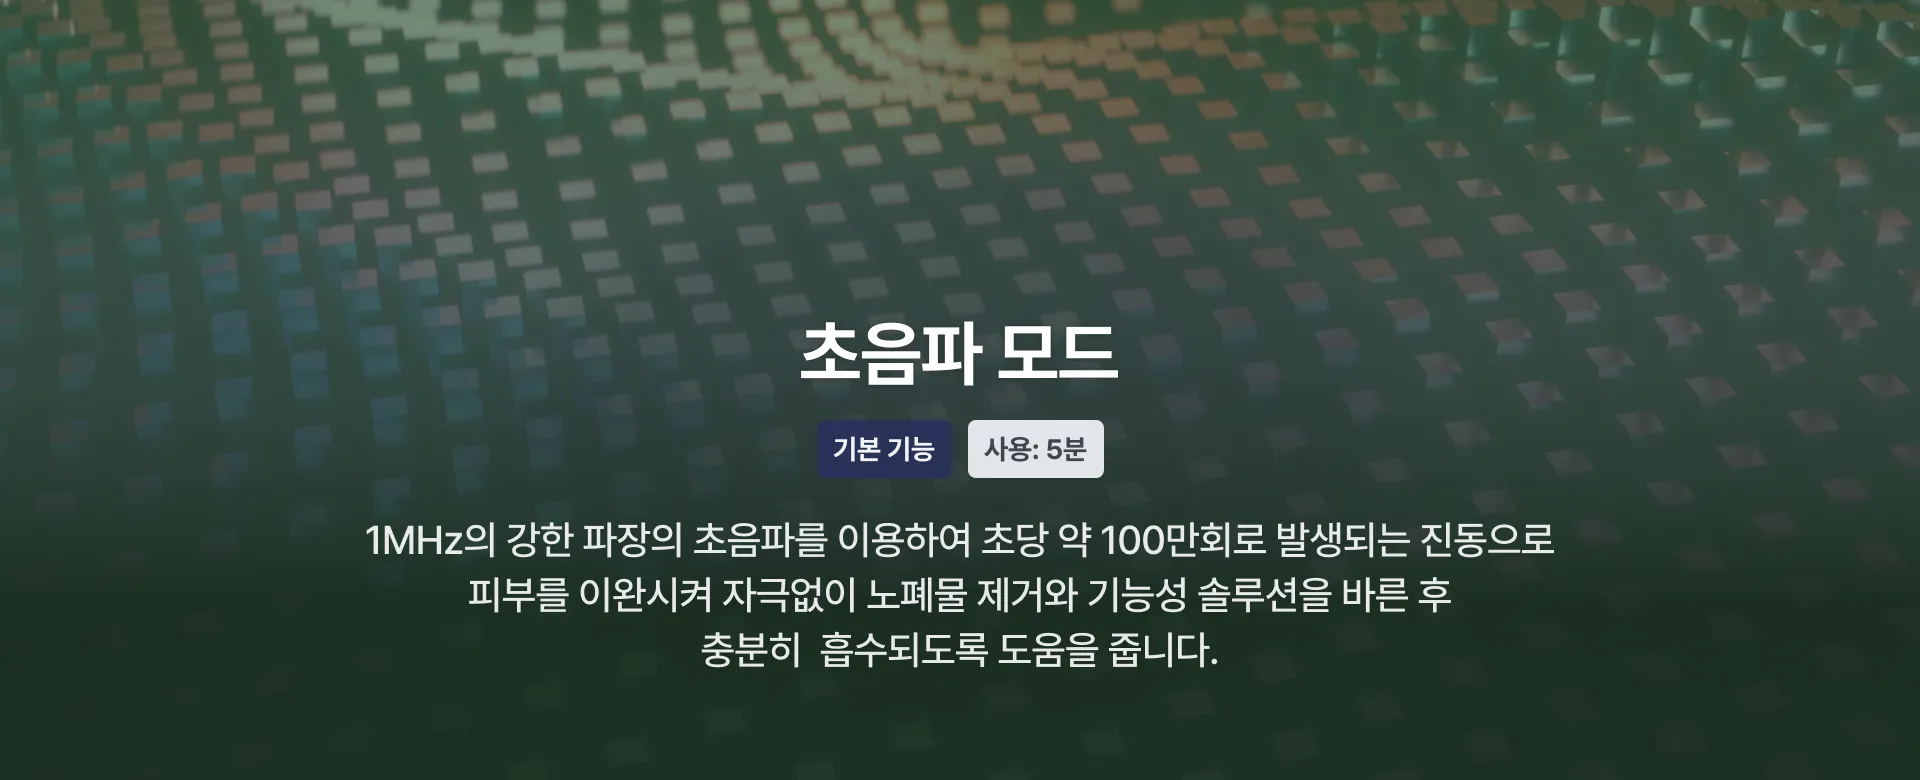 초음파 모드
기본 기능
사용: 5분
1MHz의 강한 파장의 초음파를 이용하여 초당 약 100만회로 발생되는 진동으로
피부를 이완시켜 자극없이 노폐물 제거와 기능성 솔루션을 바른 후
충분히  흡수되도록 도움을 줍니다.